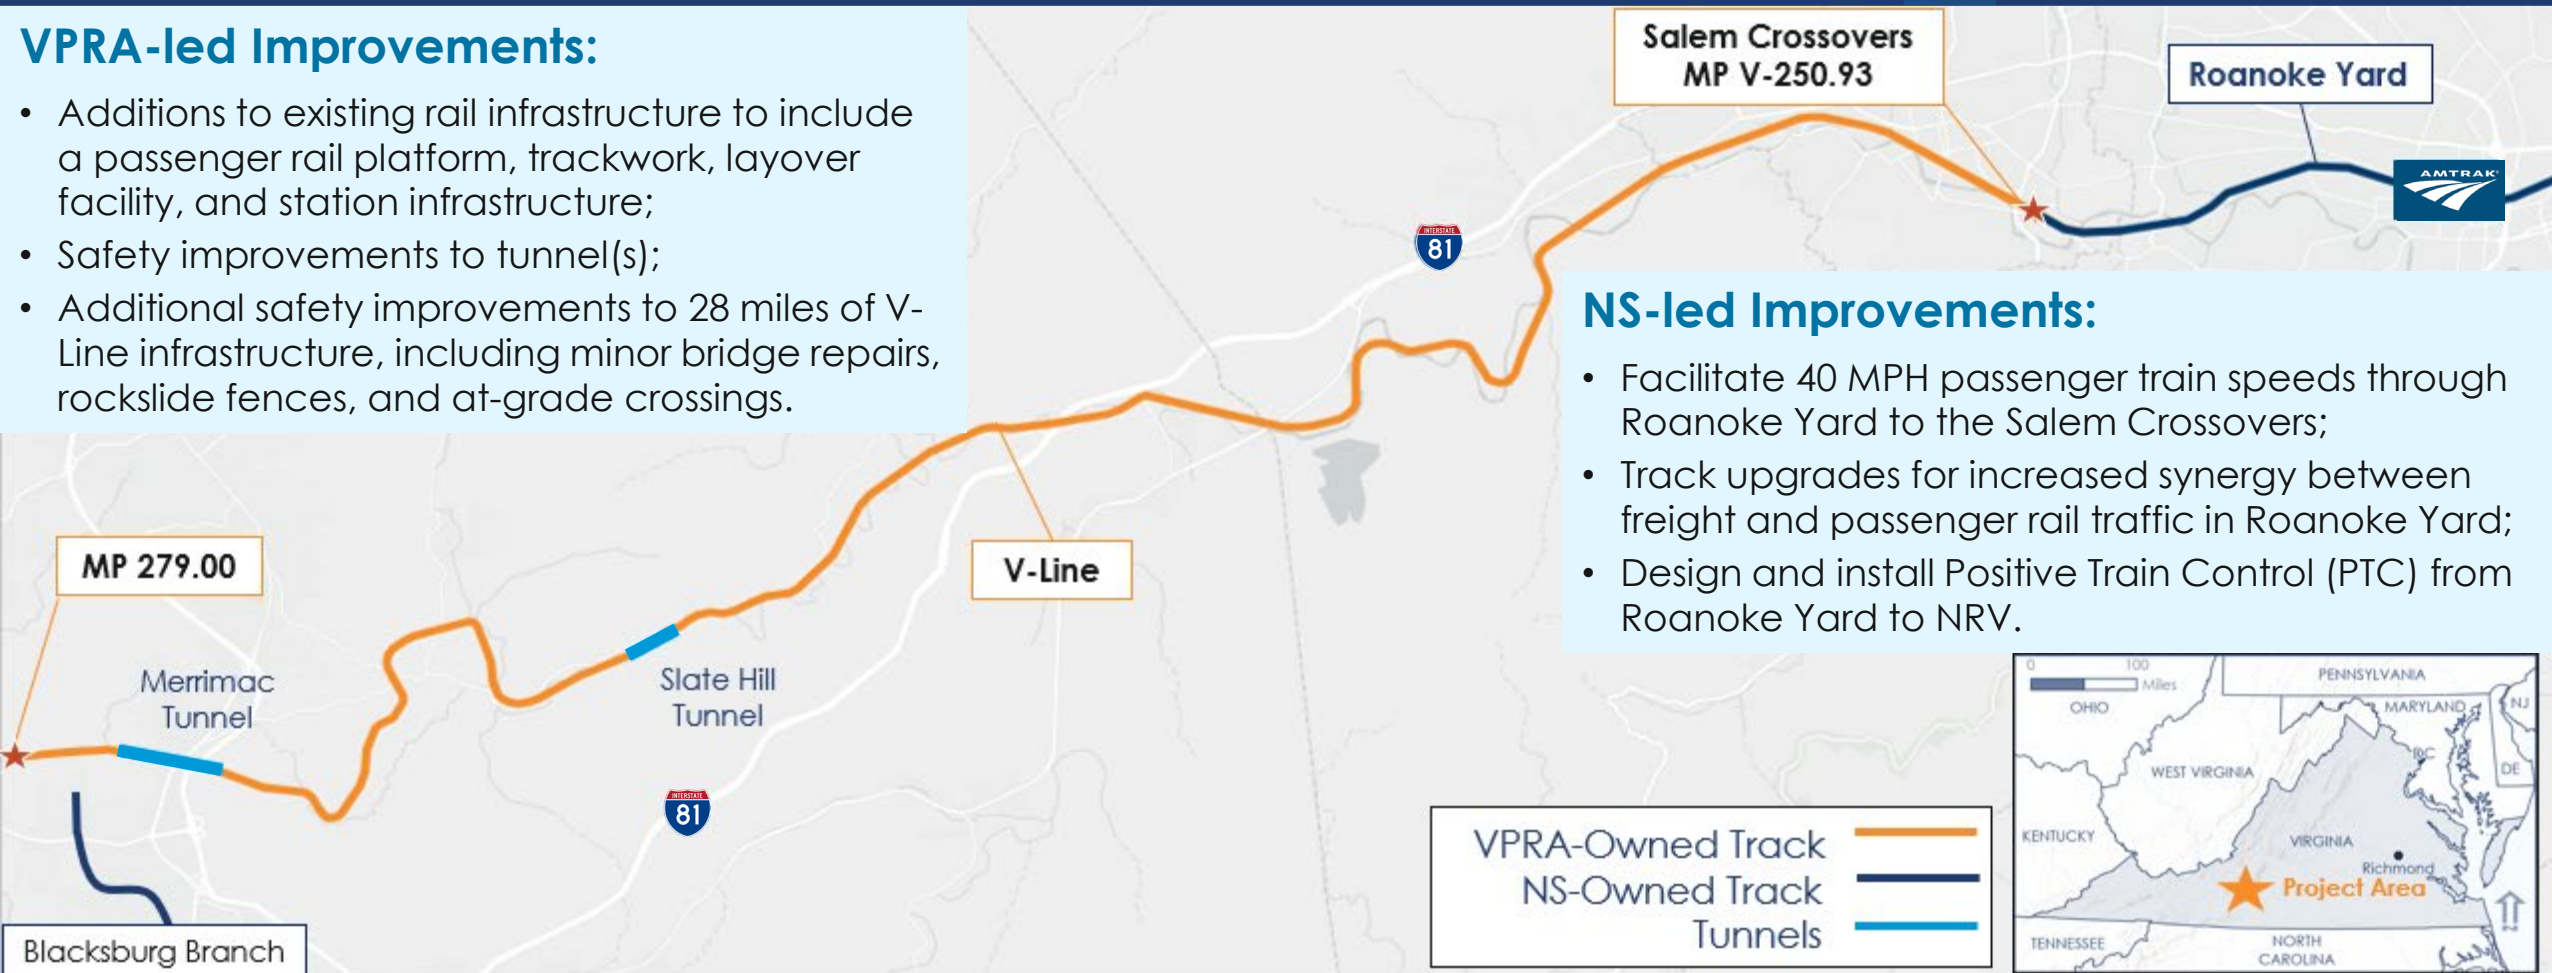 VPRA-led Improvements:
• Additions to existing rail infrastructure to include
a passenger rail platform, trackwork, layover
facility, and station infrastructure;
• Safety improvements to tunnel(s);
• Additional safety improvements to 28 miles of V-
Line infrastructure, including minor bridge repairs,
rockslide fences, and at-grade crossings.
Salem Crossovers
MP V-250.93
Roanoke Yard
AMTRAK
INTERSTATE
81
NS-led Improvements:
• Facilitate 40 MPH passenger train speeds through
Roanoke Yard to the Salem Crossovers;
• Track upgrades for increased synergy between
freight and passenger rail traffic in Roanoke Yard;
• Design and install Positive Train Control (PTC) from
Roanoke Yard to NRV.
MP 279.00
V-Line
Merrimac
Tunnel
Slate Hill
Tunnel
INTERSTATE
81
Blacksburg Branch
VPRA-Owned Track
NS-Owned Track
Tunnels
0 100
Miles
PENNSYLVANIA
OHIO
MARYLAND
NJ
DC
DE
WEST VIRGINIA
KENTUCKY
VIRGINIA
Richmond
Project Area
TENNESSEE
NORTH
CAROLINA